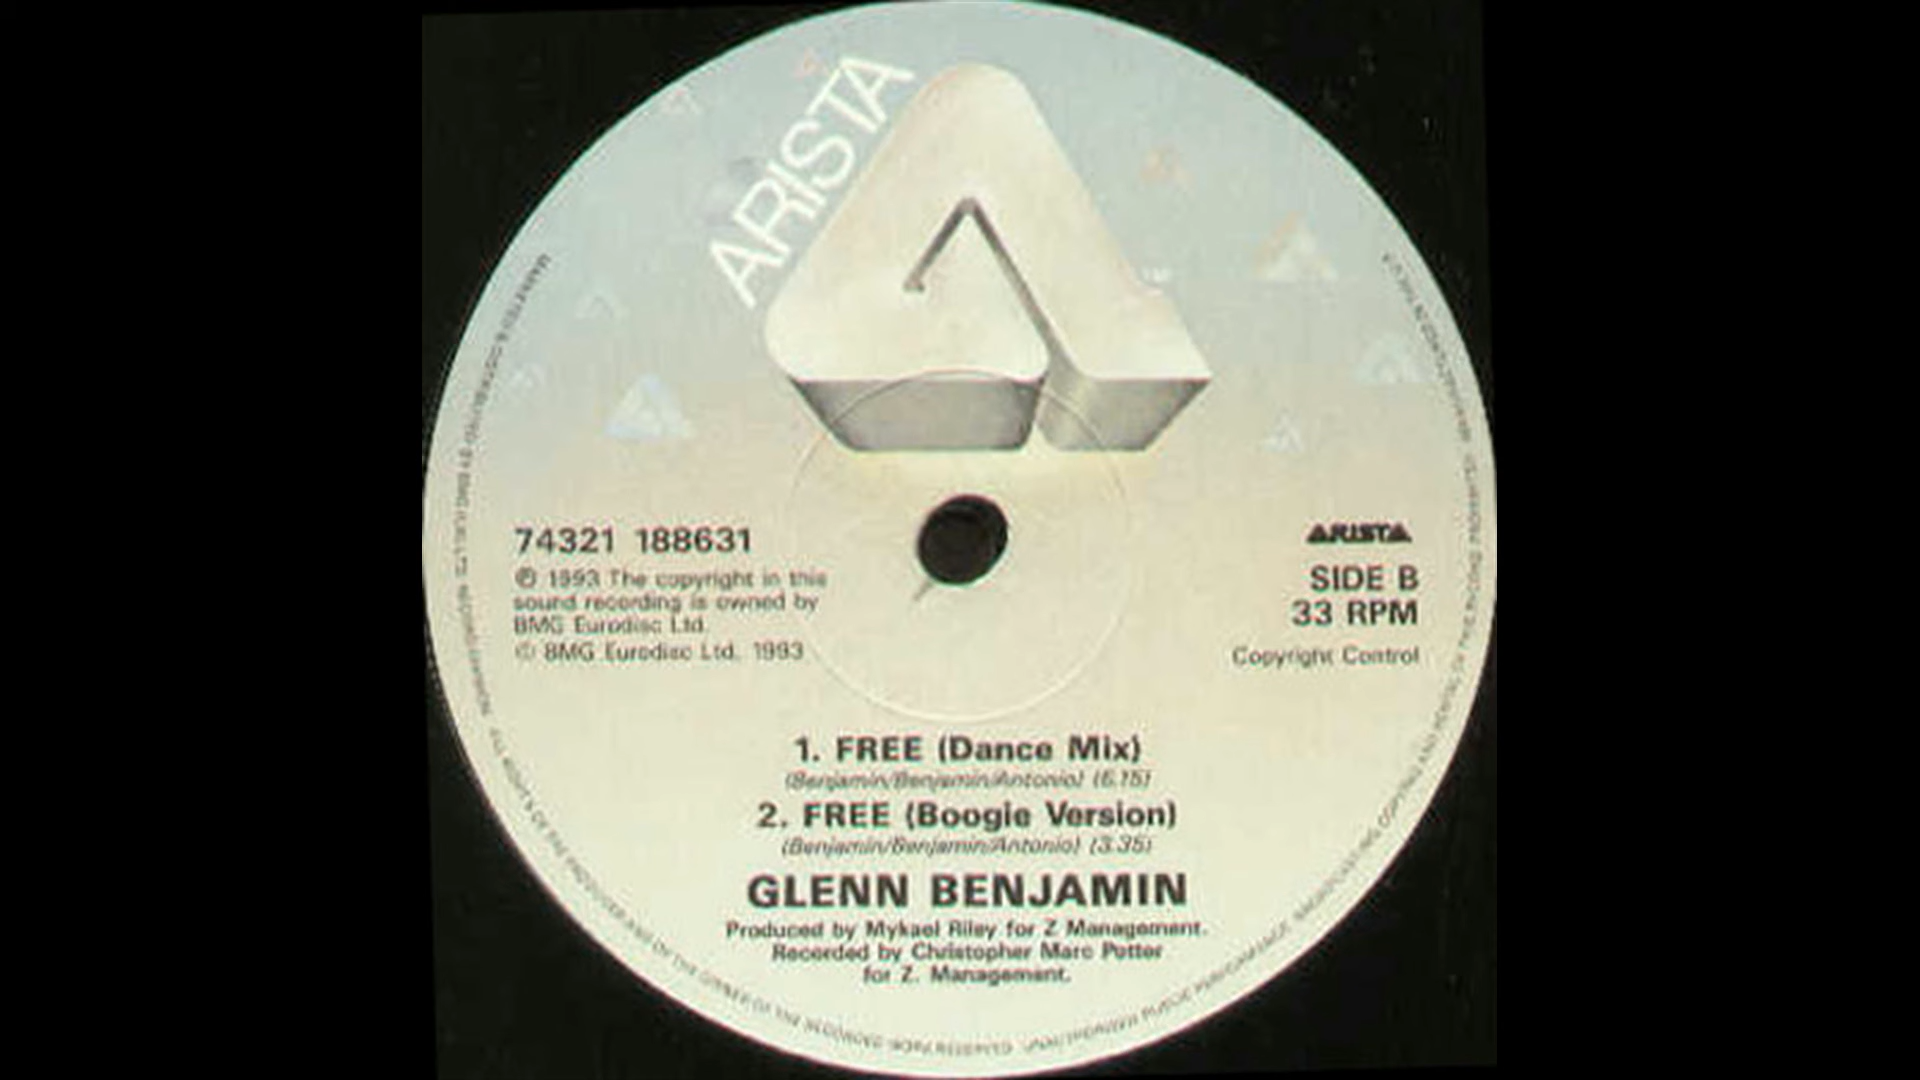 ARISTA
74321 188631
℗ 1993 The copyright in this
sound recording is owned by
BMG Eurodisc Ltd.
© BMG Eurodisc Ltd. 1993
ARISTA
SIDE B
33 RPM
Copyright Control
1. FREE (Dance Mix)
(Benjamin/Benjamin/Antonio) (6.15)
2. FREE (Boogie Version)
(Benjamin/Benjamin/Antonio) (3.35)
GLENN BENJAMIN
Produced by Mykael Riley for Z Management.
Recorded by Christopher Marc Potter
for Z. Management.